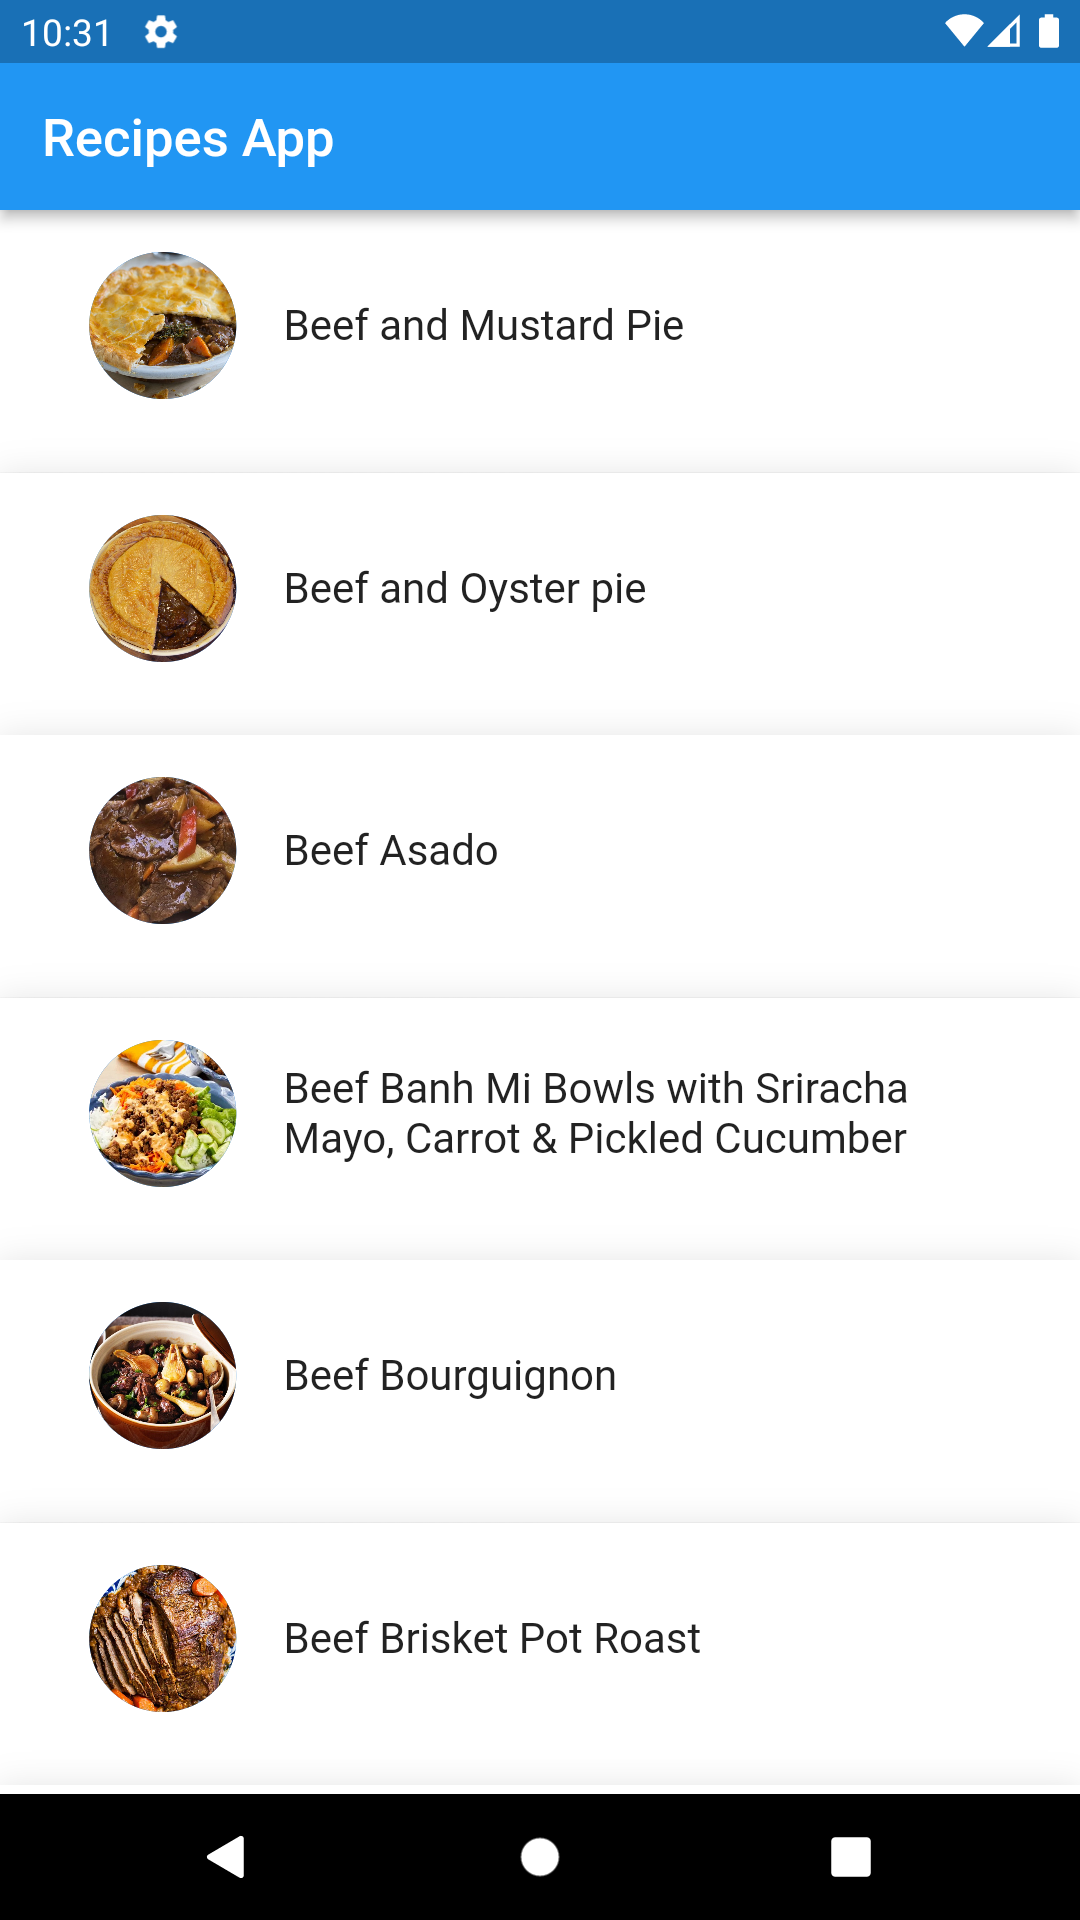 10:31
Recipes App
Beef and Mustard Pie
Beef and Oyster pie
Beef Asado
Beef Banh Mi Bowls with Sriracha
Mayo, Carrot & Pickled Cucumber
Beef Bourguignon
Beef Brisket Pot Roast